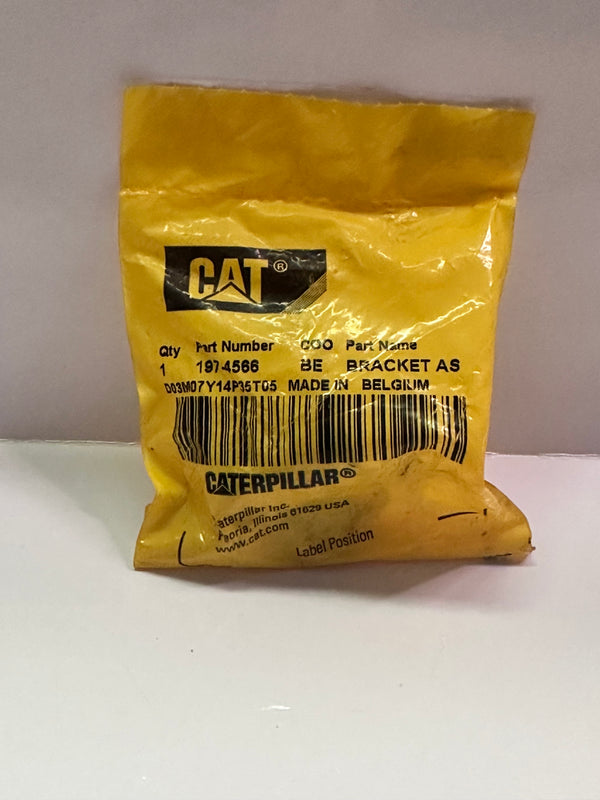 CAT®
Qty Part Number COO Part Name
1 1974566 BE BRACKET AS
D03M07Y14P35T05 MADE IN BELGIUM
CATERPILLAR®
Caterpillar Inc.
Peoria, Illinois 61629 USA
www.cat.com
Label Position